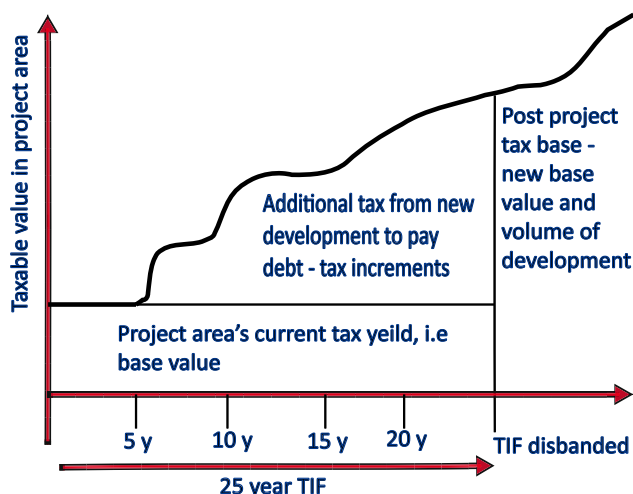 Taxable value in project area
Post project
tax base -
new base
value and
volume of
development
Additional tax from new
development to pay
debt - tax increments
Project area's current tax yeild, i.e
base value
5 y
10 y
15 y
20 y
TIF disbanded
25 year TIF